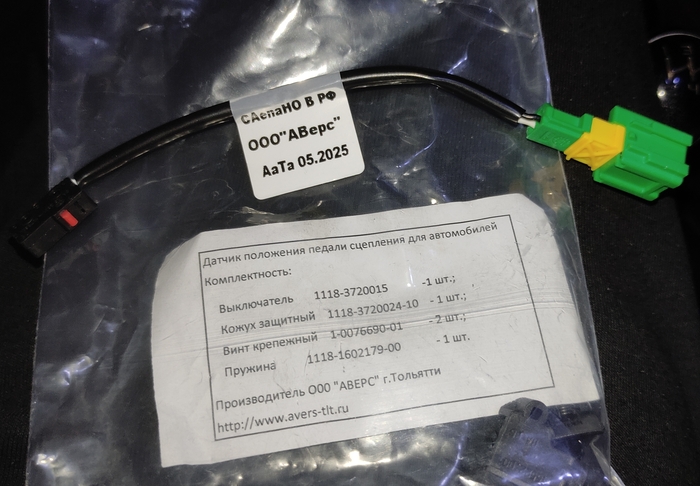 СДелаНО В РФ
ООО"АВерс"
ДаТа 05.2025
Датчик положения педали сцепления для автомобилей
Комплектность:
Выключатель 1118-3720015 -1 шт.;
Кожух защитный 1118-3720024-10 - 1 шт.;
Винт крепежный 1-0076690-01 - 2 шт.;
Пружина 1118-1602179-00 - 1 шт.
Производитель ООО "АВЕРС" г.Тольятти
http://www.avers-tlt.ru